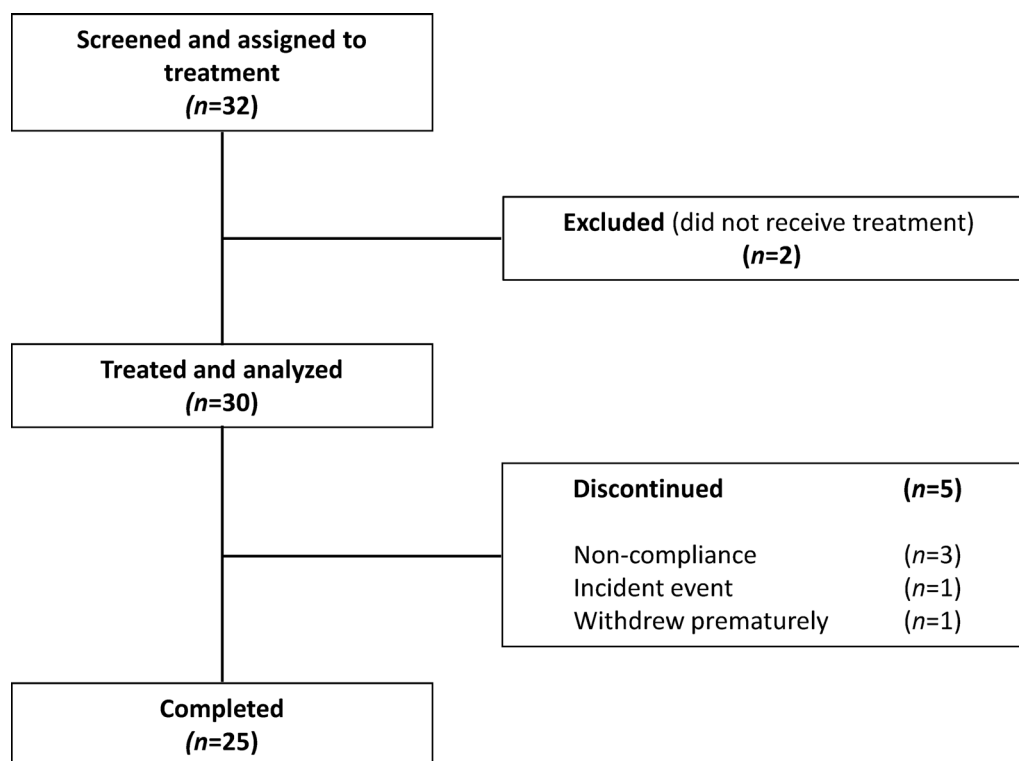 Screened and assigned to
treatment
(n=32)
Excluded (did not receive treatment)
(n=2)
Treated and analyzed
(n=30)
Discontinued (n=5)
Non-compliance (n=3)
Incident event (n=1)
Withdrew prematurely (n=1)
Completed
(n=25)